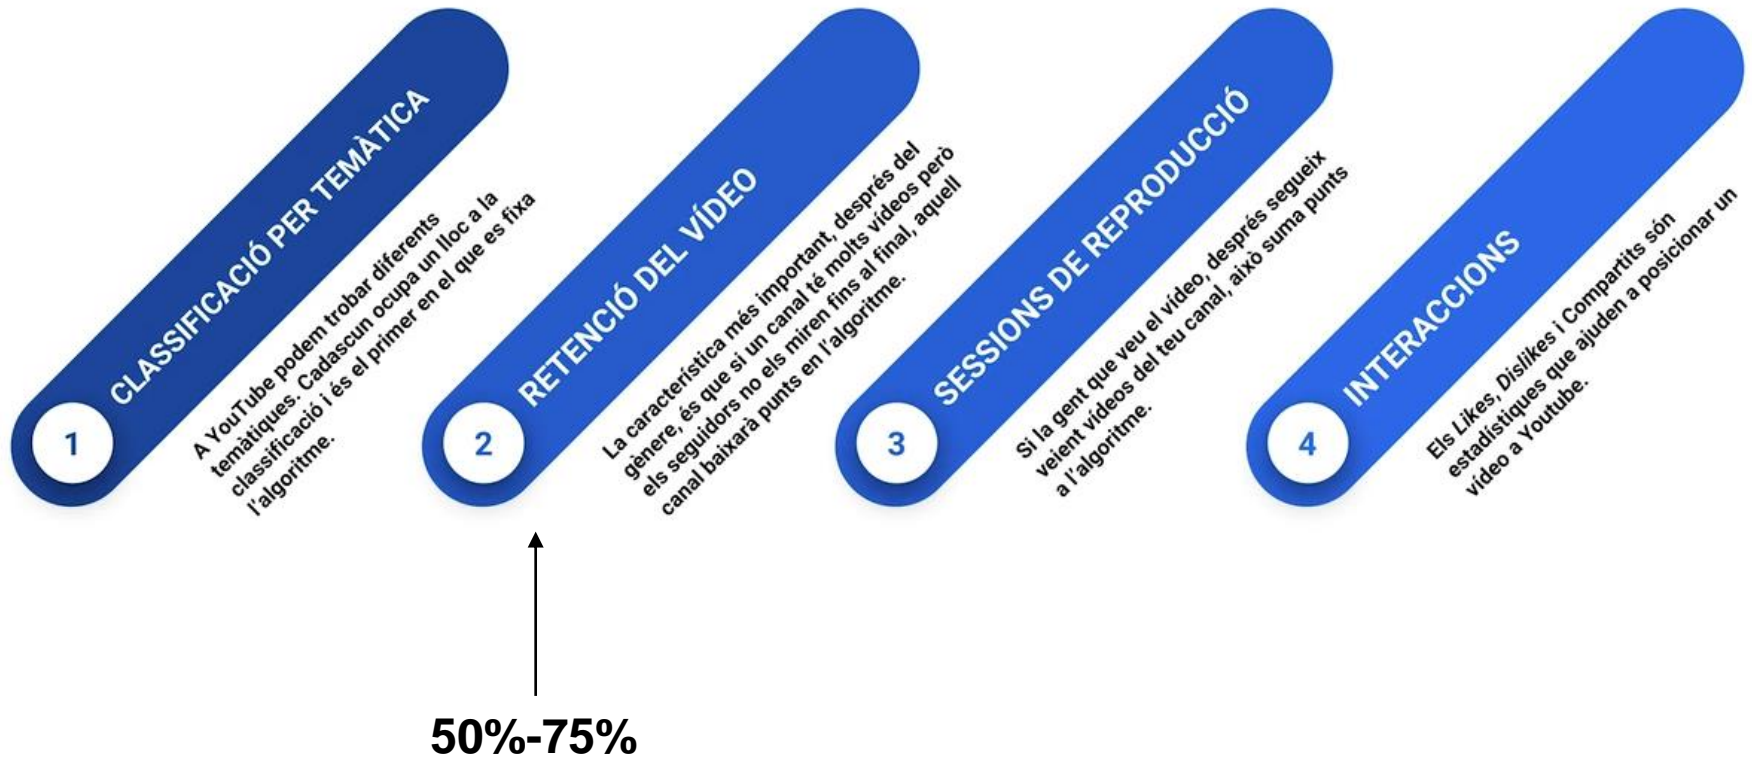 1
CLASSIFICACIÓ PER TEMÀTICA
A YouTube podem trobar diferents
temàtiques. Cadascun ocupa un lloc a la
classificació i és el primer en el que es fixa
l'algoritme.
2
RETENCIÓ DEL VÍDEO
La característica més important, després del
gènere, és que si un canal té molts vídeos però
els seguidors no els miren fins al final, aquell
canal baixarà punts en l'algoritme.
3
SESSIONS DE REPRODUCCIÓ
Si la gent que veu el vídeo, després segueix
veient vídeos del teu canal, això suma punts
a l'algoritme.
4
INTERACCIONS
Els Likes, Dislikes i Compartits són
estadístiques que ajuden a posicionar un
vídeo a Youtube.
50%-75%